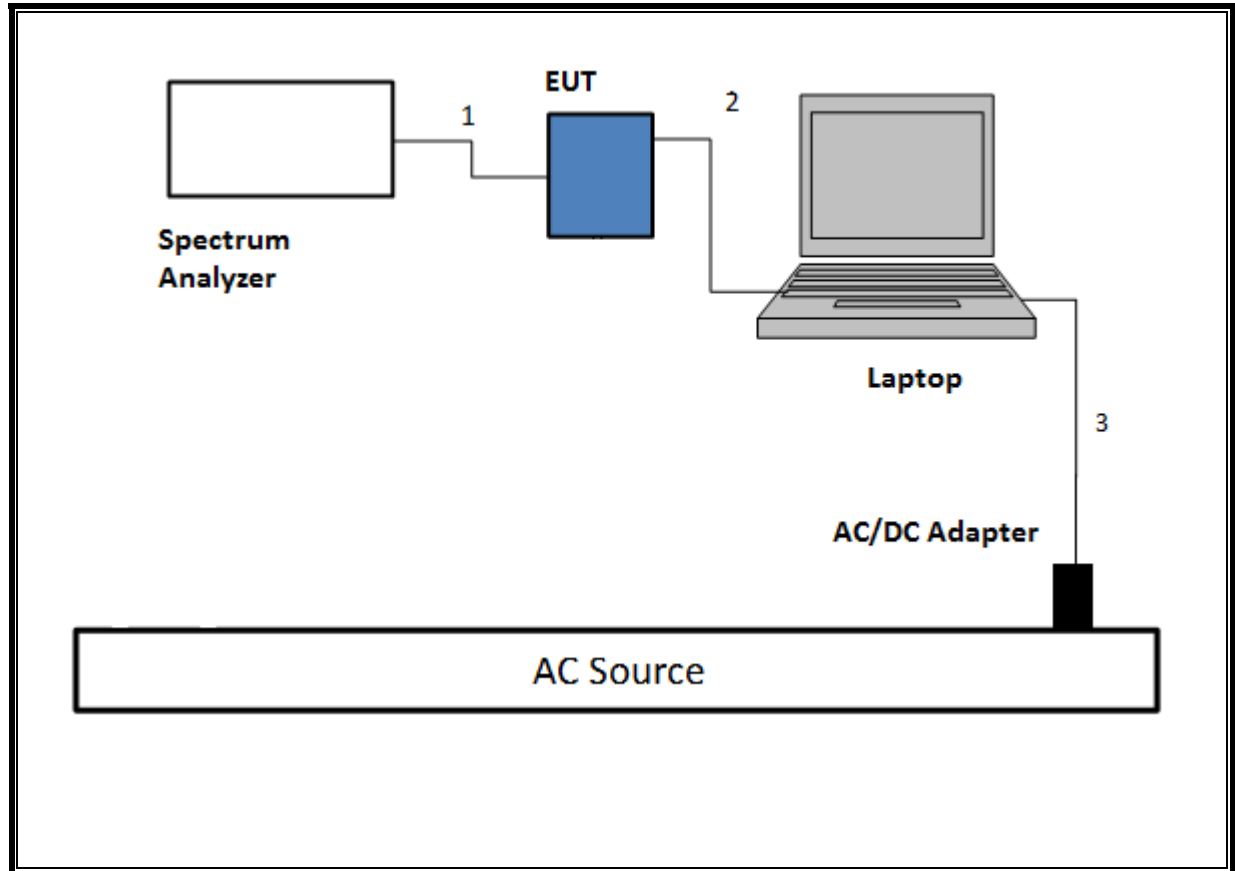 EUT
1
2
Spectrum
Analyzer
Laptop
3
AC/DC Adapter
AC Source